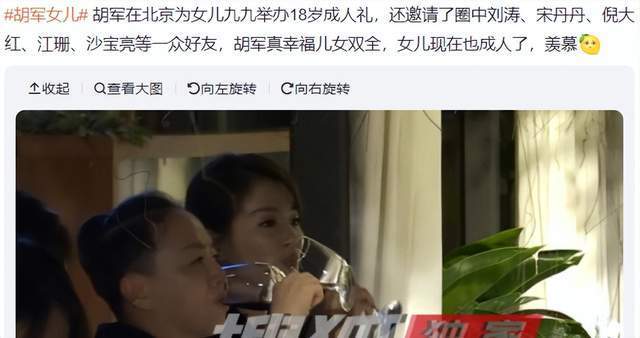 #胡军女儿# 胡军在北京为女儿九九举办18岁成人礼，还邀请了圈中刘涛、宋丹丹、倪大
红、江珊、沙宝亮等一众好友，胡军真幸福儿女双全，女儿现在也成人了，羡慕
收起 查看大图 向左旋转 向右旋转
独家